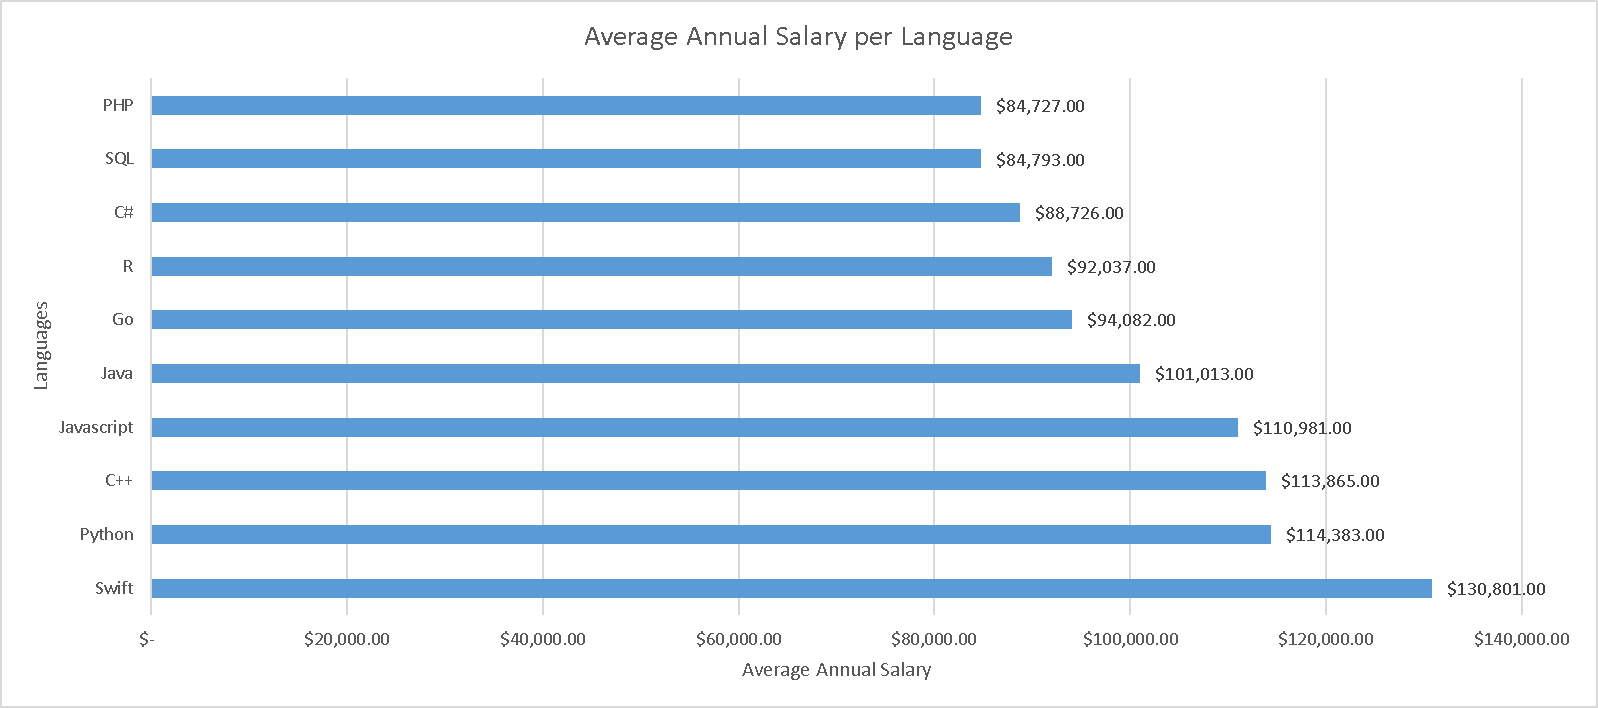 Average Annual Salary per Language
PHP
$84,727.00
SQL
$84,793.00
C#
$88,726.00
R
$92,037.00
Go
$94,082.00
Java
$101,013.00
Javascript
$110,981.00
C++
$113,865.00
Python
$114,383.00
Swift
$130,801.00
Languages
$- $20,000.00 $40,000.00 $60,000.00 $80,000.00 $100,000.00 $120,000.00 $140,000.00
Average Annual Salary